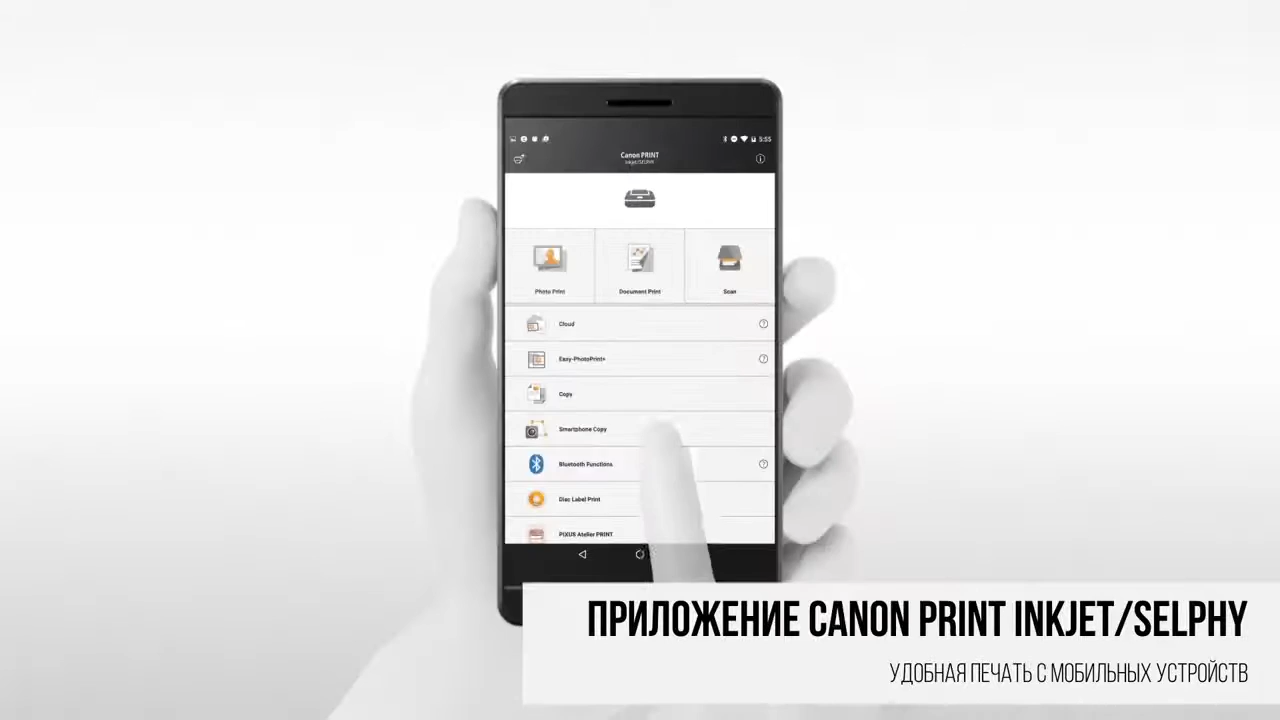 5:55
Canon PRINT
Inkjet/SELPHY
Photo Print
Document Print
Scan
Cloud
Easy-PhotoPrint+
Copy
Smartphone Copy
Bluetooth Functions
Disc Label Print
PIXUS Atelier PRINT
ПРИЛОЖЕНИЕ CANON PRINT INKJET/SELPHY
УДОБНАЯ ПЕЧАТЬ С МОБИЛЬНЫХ УСТРОЙСТВ